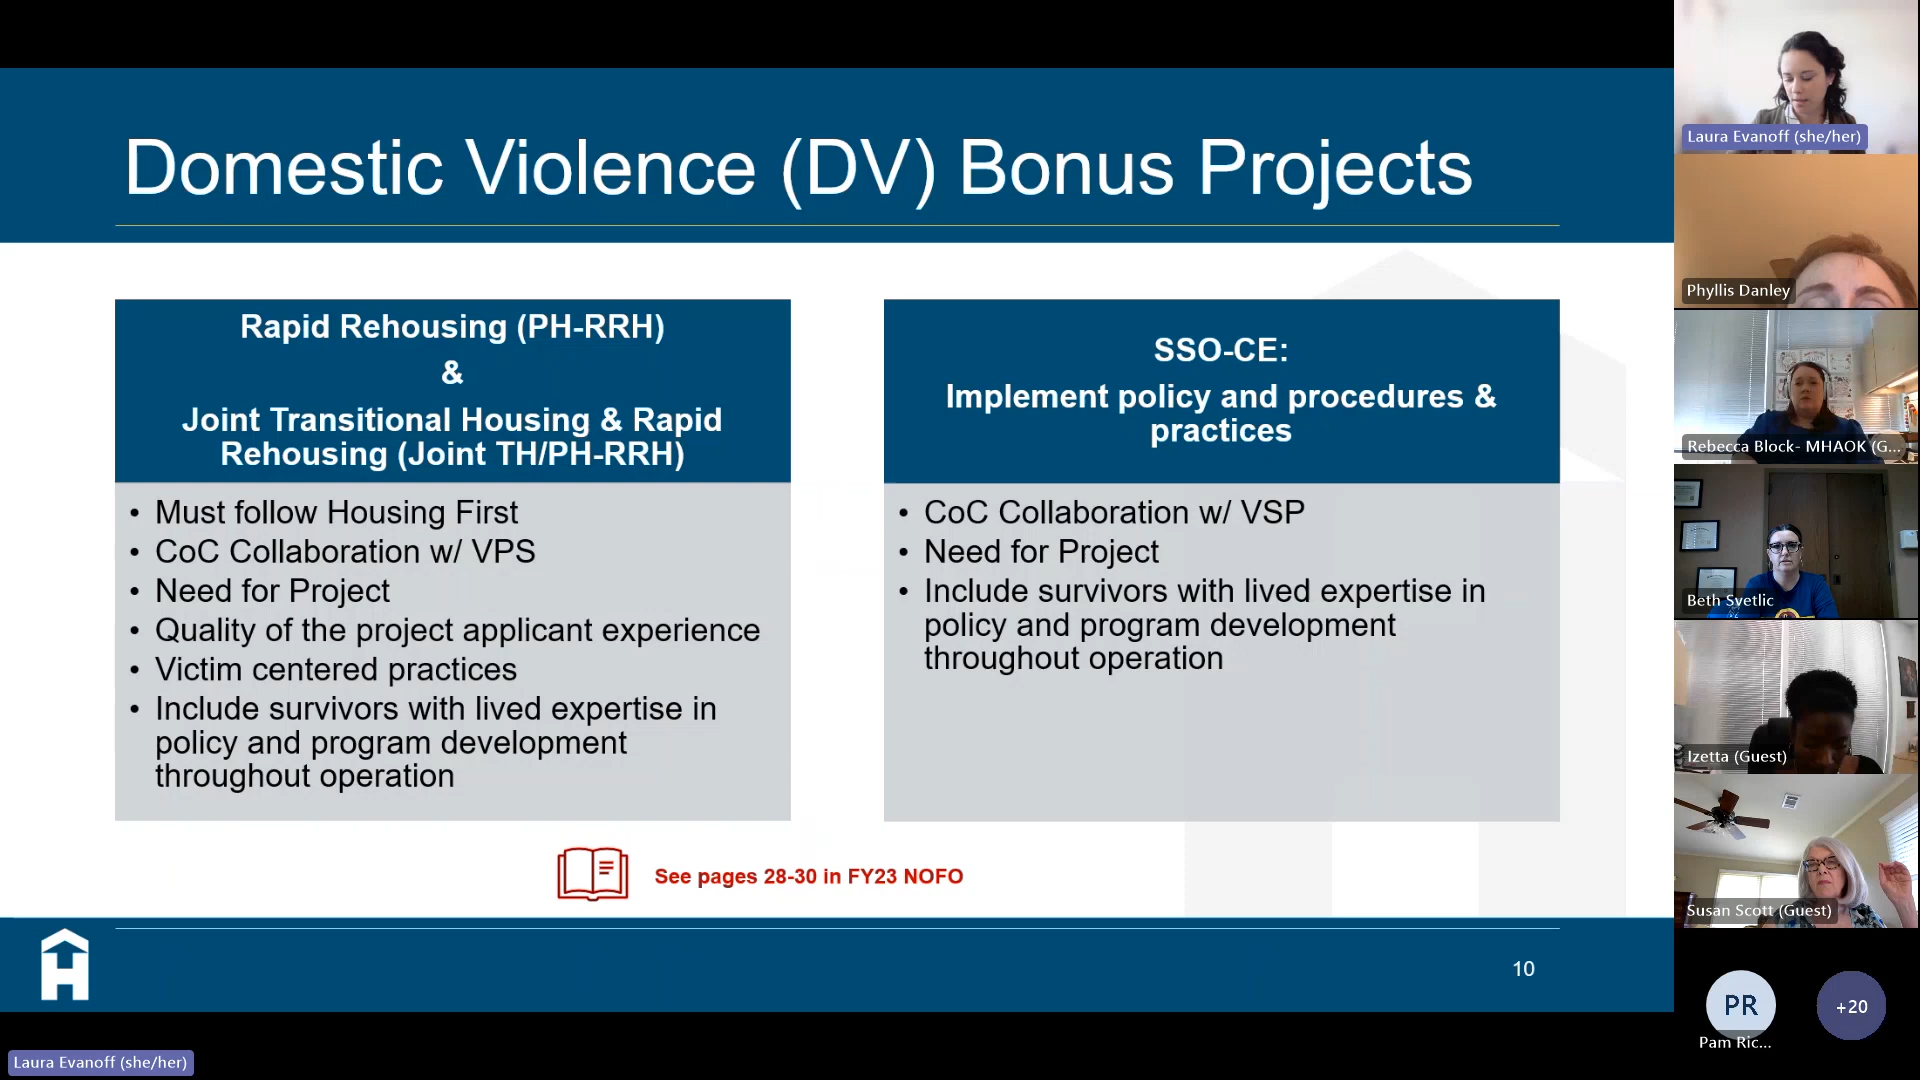 Domestic Violence (DV) Bonus Projects
Rapid Rehousing (PH-RRH)
&
Joint Transitional Housing & Rapid
Rehousing (Joint TH/PH-RRH)
• Must follow Housing First
• CoC Collaboration w/ VPS
• Need for Project
• Quality of the project applicant experience
• Victim centered practices
• Include survivors with lived expertise in
policy and program development
throughout operation
SSO-CE:
Implement policy and procedures &
practices
• CoC Collaboration w/ VSP
• Need for Project
• Include survivors with lived expertise in
policy and program development
throughout operation
See pages 28-30 in FY23 NOFO
10
Laura Evanoff (she/her)
Laura Evanoff (she/her)
Phyllis Danley
Rebecca Block- MHAOK (G...
Beth Svetlic
Izetta (Guest)
Susan Scott (Guest)
PR
Pam Ric...
+20